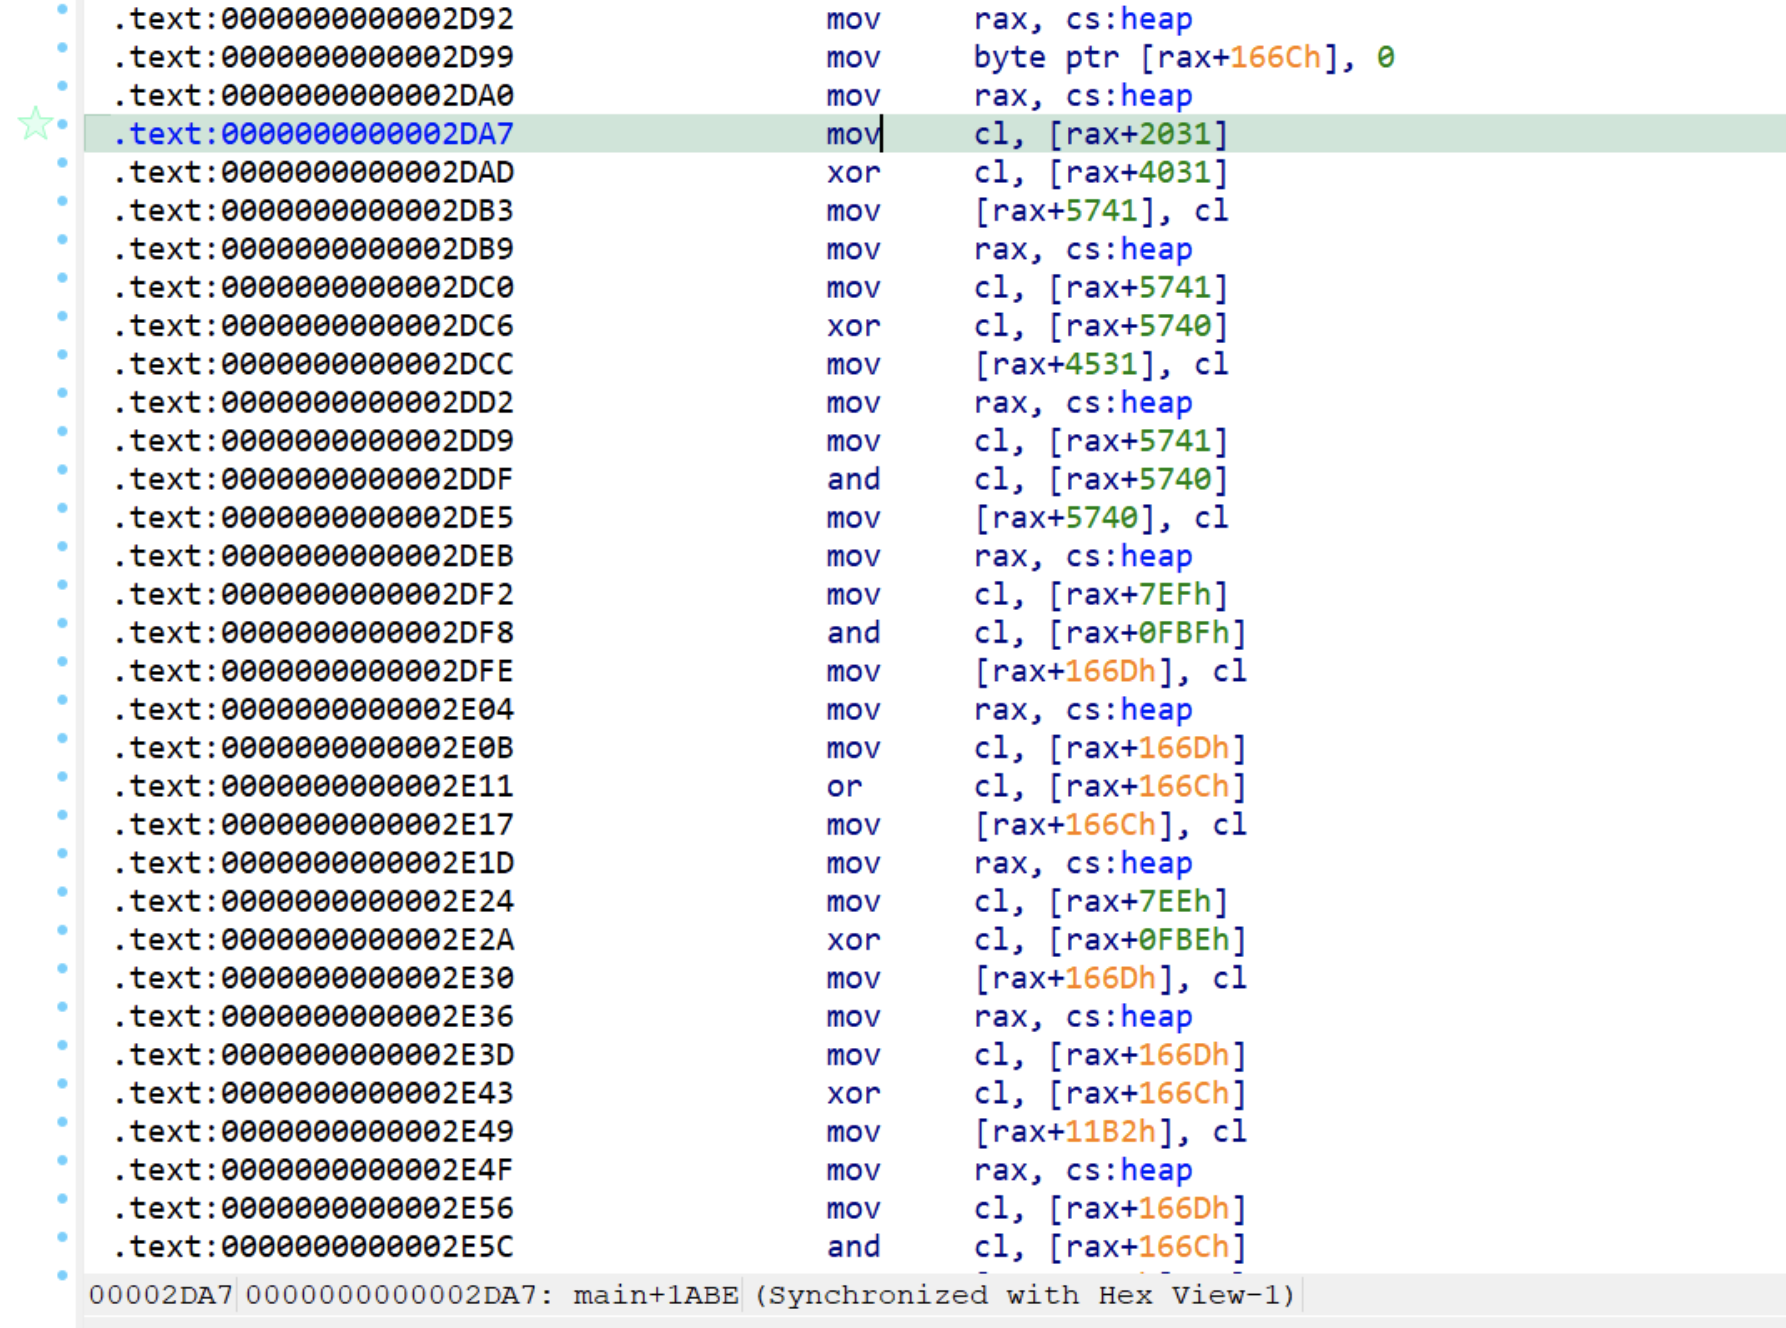 .text:0000000000002D92 mov rax, cs:heap
.text:0000000000002D99 mov byte ptr [rax+166Ch], 0
.text:0000000000002DA0 mov rax, cs:heap
.text:0000000000002DA7 mov cl, [rax+2031]
.text:0000000000002DAD xor cl, [rax+4031]
.text:0000000000002DB3 mov [rax+5741], cl
.text:0000000000002DB9 mov rax, cs:heap
.text:0000000000002DC0 mov cl, [rax+5741]
.text:0000000000002DC6 xor cl, [rax+5740]
.text:0000000000002DCC mov [rax+4531], cl
.text:0000000000002DD2 mov rax, cs:heap
.text:0000000000002DD9 mov cl, [rax+5741]
.text:0000000000002DDF and cl, [rax+5740]
.text:0000000000002DE5 mov [rax+5740], cl
.text:0000000000002DEB mov rax, cs:heap
.text:0000000000002DF2 mov cl, [rax+7EFh]
.text:0000000000002DF8 and cl, [rax+0FBFh]
.text:0000000000002DFE mov [rax+166Dh], cl
.text:0000000000002E04 mov rax, cs:heap
.text:0000000000002E0B mov cl, [rax+166Dh]
.text:0000000000002E11 or cl, [rax+166Ch]
.text:0000000000002E17 mov [rax+166Ch], cl
.text:0000000000002E1D mov rax, cs:heap
.text:0000000000002E24 mov cl, [rax+7EEh]
.text:0000000000002E2A xor cl, [rax+0FBEh]
.text:0000000000002E30 mov [rax+166Dh], cl
.text:0000000000002E36 mov rax, cs:heap
.text:0000000000002E3D mov cl, [rax+166Dh]
.text:0000000000002E43 xor cl, [rax+166Ch]
.text:0000000000002E49 mov [rax+11B2h], cl
.text:0000000000002E4F mov rax, cs:heap
.text:0000000000002E56 mov cl, [rax+166Dh]
.text:0000000000002E5C and cl, [rax+166Ch]
00002DA7 0000000000002DA7: main+1ABE (Synchronized with Hex View-1)